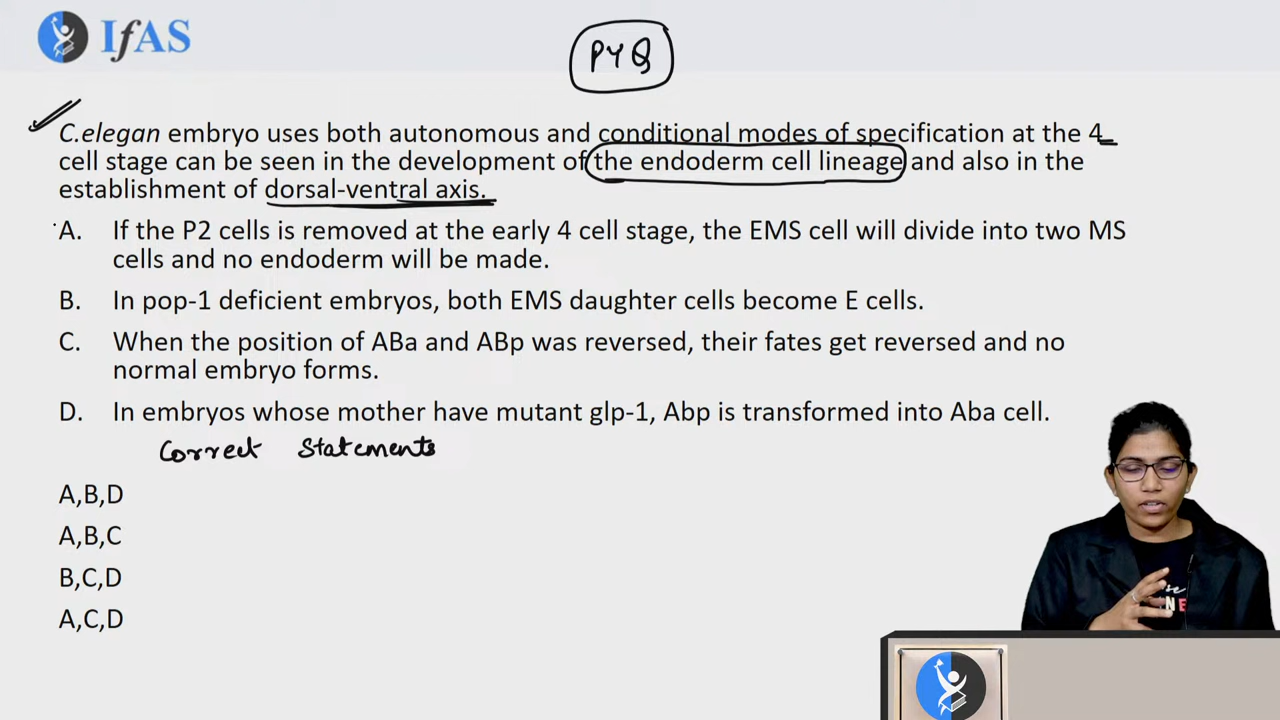 IfAS
PYQ
C.elegan embryo uses both autonomous and conditional modes of specification at the 4
cell stage can be seen in the development of the endoderm cell lineage and also in the
establishment of dorsal-ventral axis.
A. If the P2 cells is removed at the early 4 cell stage, the EMS cell will divide into two MS
cells and no endoderm will be made.
B. In pop-1 deficient embryos, both EMS daughter cells become E cells.
C. When the position of ABa and ABp was reversed, their fates get reversed and no
normal embryo forms.
D. In embryos whose mother have mutant glp-1, Abp is transformed into Aba cell.
Correct Statements
A,B,D
A,B,C
B,C,D
A,C,D